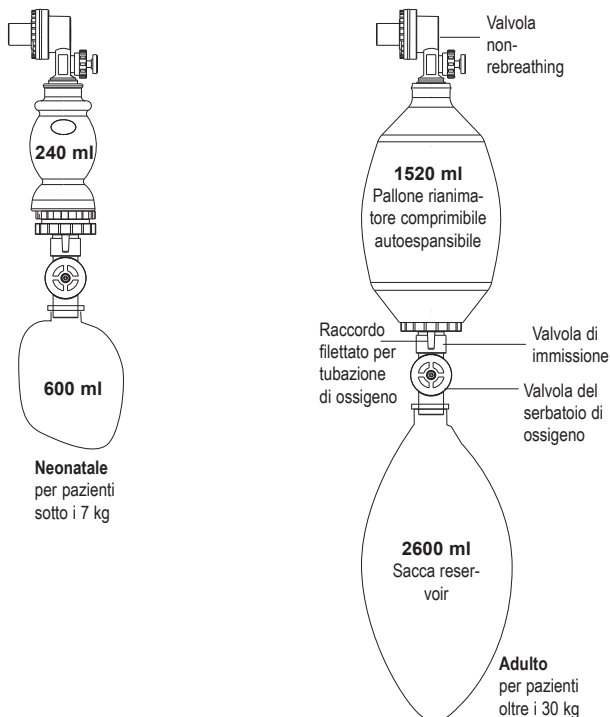 240 ml
600 ml
Neonatale
per pazienti
sotto i 7 kg
Valvola
non-
rebreathing
1520 ml
Pallone rianima-
tore comprimibile
autoespansibile
Raccordo
filettato per
tubazione
di ossigeno
Valvola di
immissione
Valvola del
serbatoio di
ossigeno
2600 ml
Sacca reser-
voir
Adulto
per pazienti
oltre i 30 kg